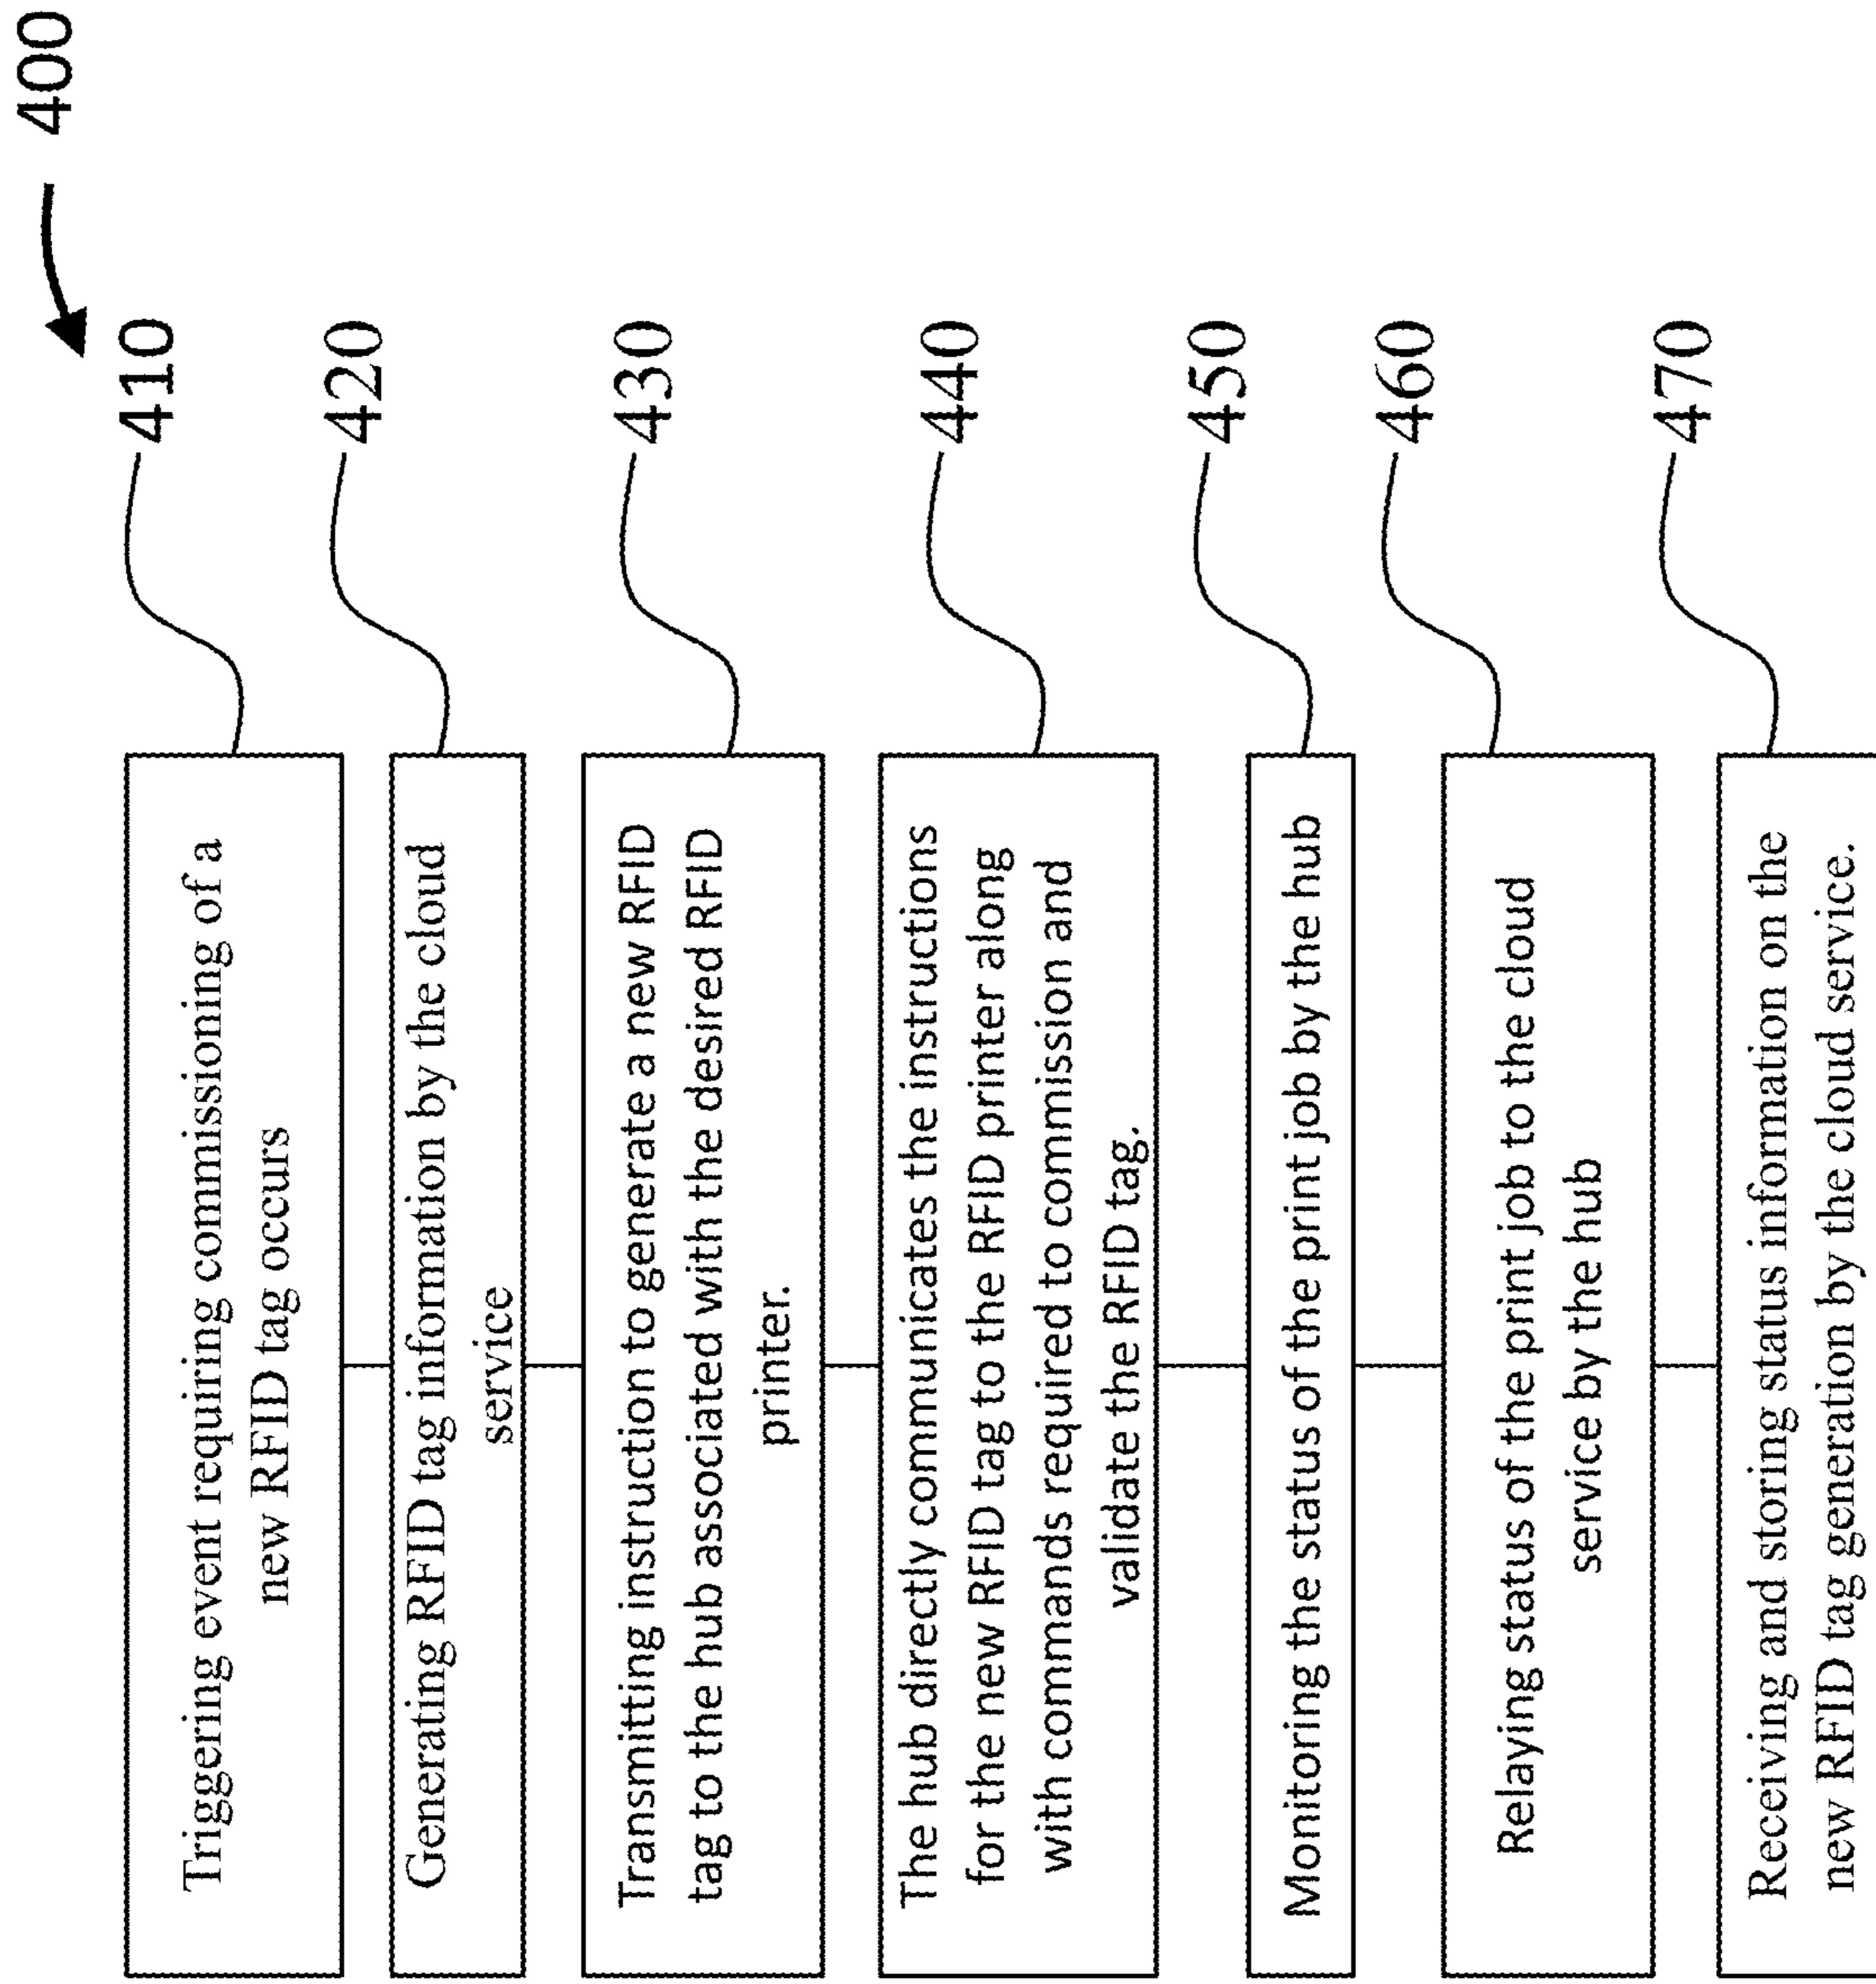 400
Triggering event requiring commissioning of a
new RFID tag occurs
410
Generating RFID tag information by the cloud
service
420
Transmitting instruction to generate a new RFID
tag to the hub associated with the desired RFID
printer.
430
The hub directly communicates the instructions
for the new RFID tag to the RFID printer along
with commands required to commission and
validate the RFID tag.
440
Monitoring the status of the print job by the hub
450
Relaying status of the print job to the cloud
service by the hub
460
Receiving and storing status information on the
new RFID tag generation by the cloud service.
470